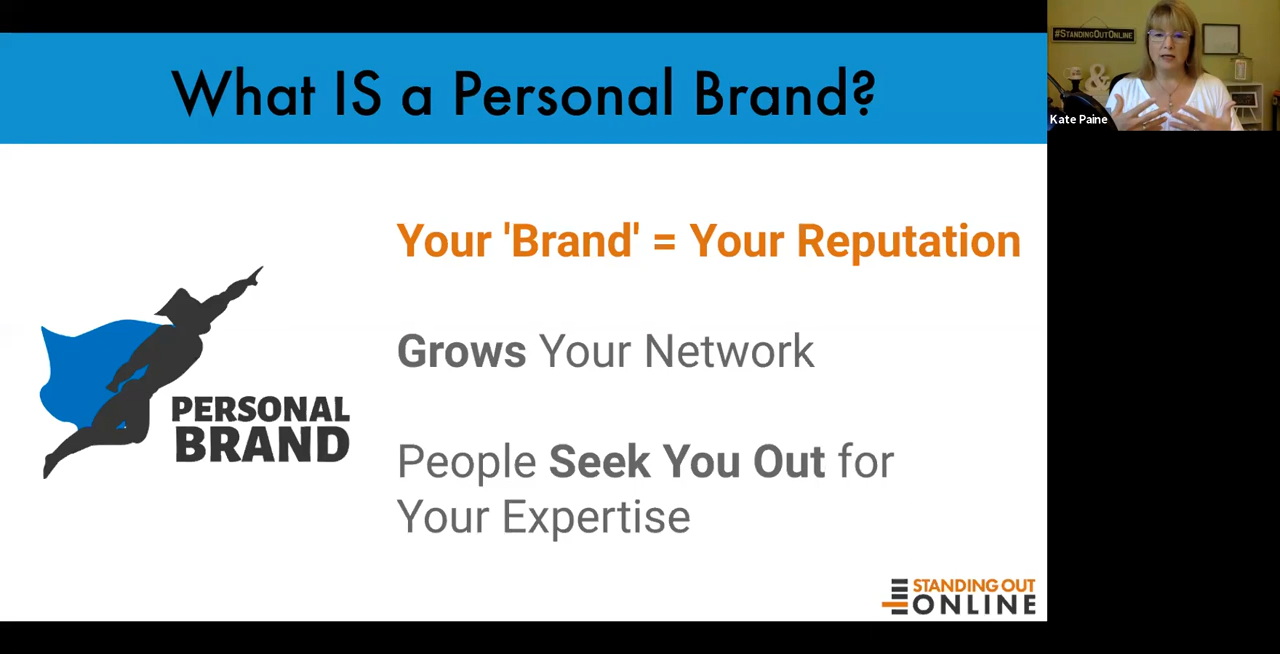 What IS a Personal Brand?
#STANDINGOUTONLINE
Kate Paine
Your 'Brand' = Your Reputation
Grows Your Network
People Seek You Out for
Your Expertise
PERSONAL
BRAND
STANDING OUT
ONLINE
&